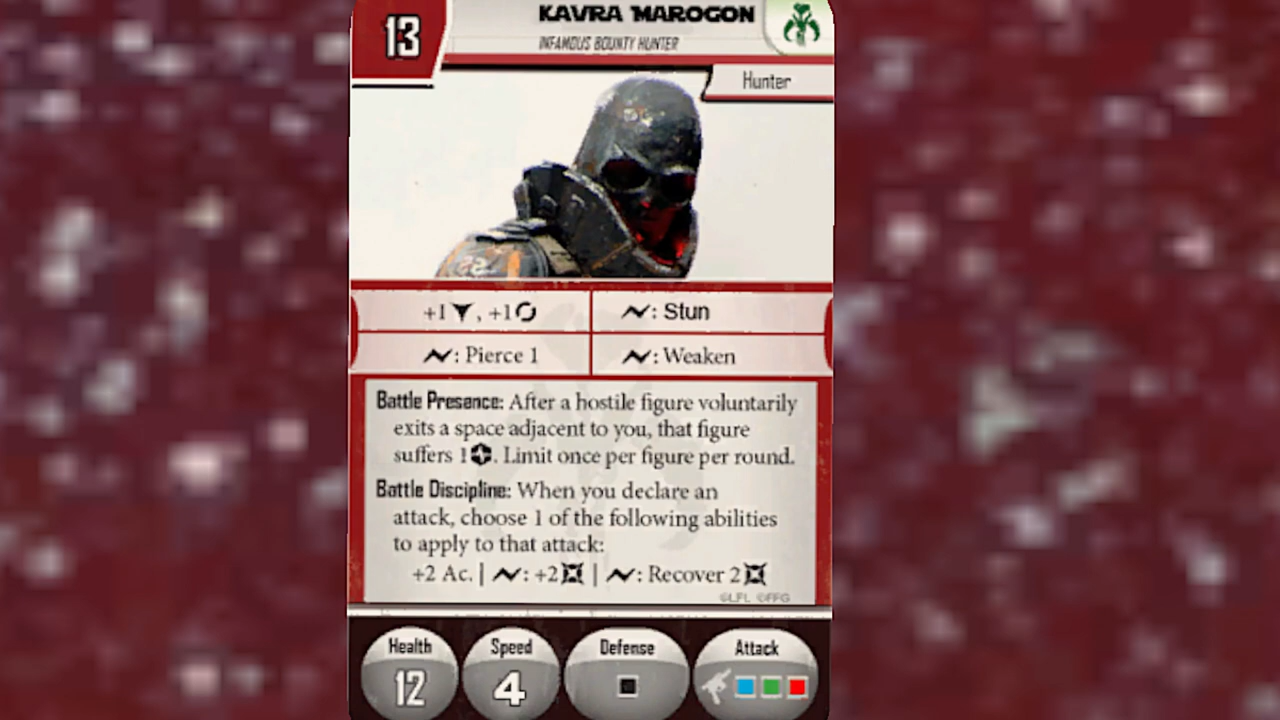 13
KAVRA MAROGON
INFAMOUS BOUNTY HUNTER
Hunter
+1, +1
: Stun
: Pierce 1
: Weaken
Battle Presence: After a hostile figure voluntarily
exits a space adjacent to you, that figure
suffers 1. Limit once per figure per round.
Battle Discipline: When you declare an
attack, choose 1 of the following abilities
to apply to that attack:
+2 Ac. | : +2 | : Recover 2
©LFL ©FFG
Health
12
Speed
4
Defense
Attack